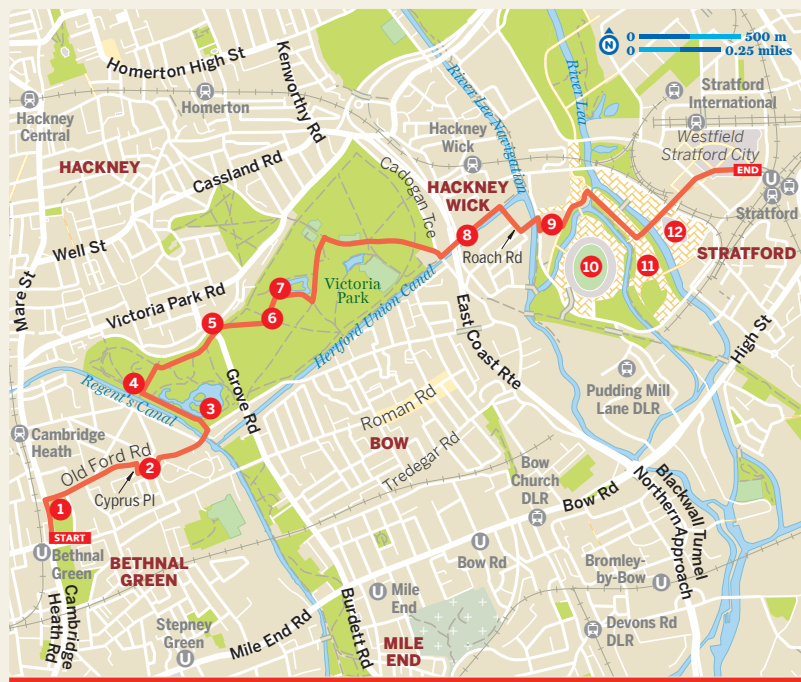 0 500 m
N
0 0.25 miles
Homerton High St
Kenworthy Rd
River Lee Navigation
River Lea
Stratford
International
Hackney
Central
Homerton
Hackney
Wick
Westfield
Stratford City
HACKNEY
Cassland Rd
Cadogan Tce
HACKNEY
WICK
END
Stratford
8
9
12
Roach Rd
STRATFORD
Well St
10
11
Mare St
Victoria Park Rd
7
Victoria
Park
6
5
Hertford Union Canal
East Coast Rte
High St
4
Regent's Canal
3
Grove Rd
Pudding Mill
Lane DLR
Roman Rd
BOW
Cambridge
Heath
Old Ford Rd
2
Cyprus Pl
Tredegar Rd
Bow
Church
DLR
Bow Rd
Blackwall Tunnel
Northern Approach
1
START
U
Bethnal
Green
BETHNAL
GREEN
U
Bow Rd
Bromley-
by-Bow
U
Cambridge
Heath Rd
Stepney
Green
U
Mile End Rd
Burdett Rd
U
Mile
End
MILE
END
Devons Rd
DLR
U